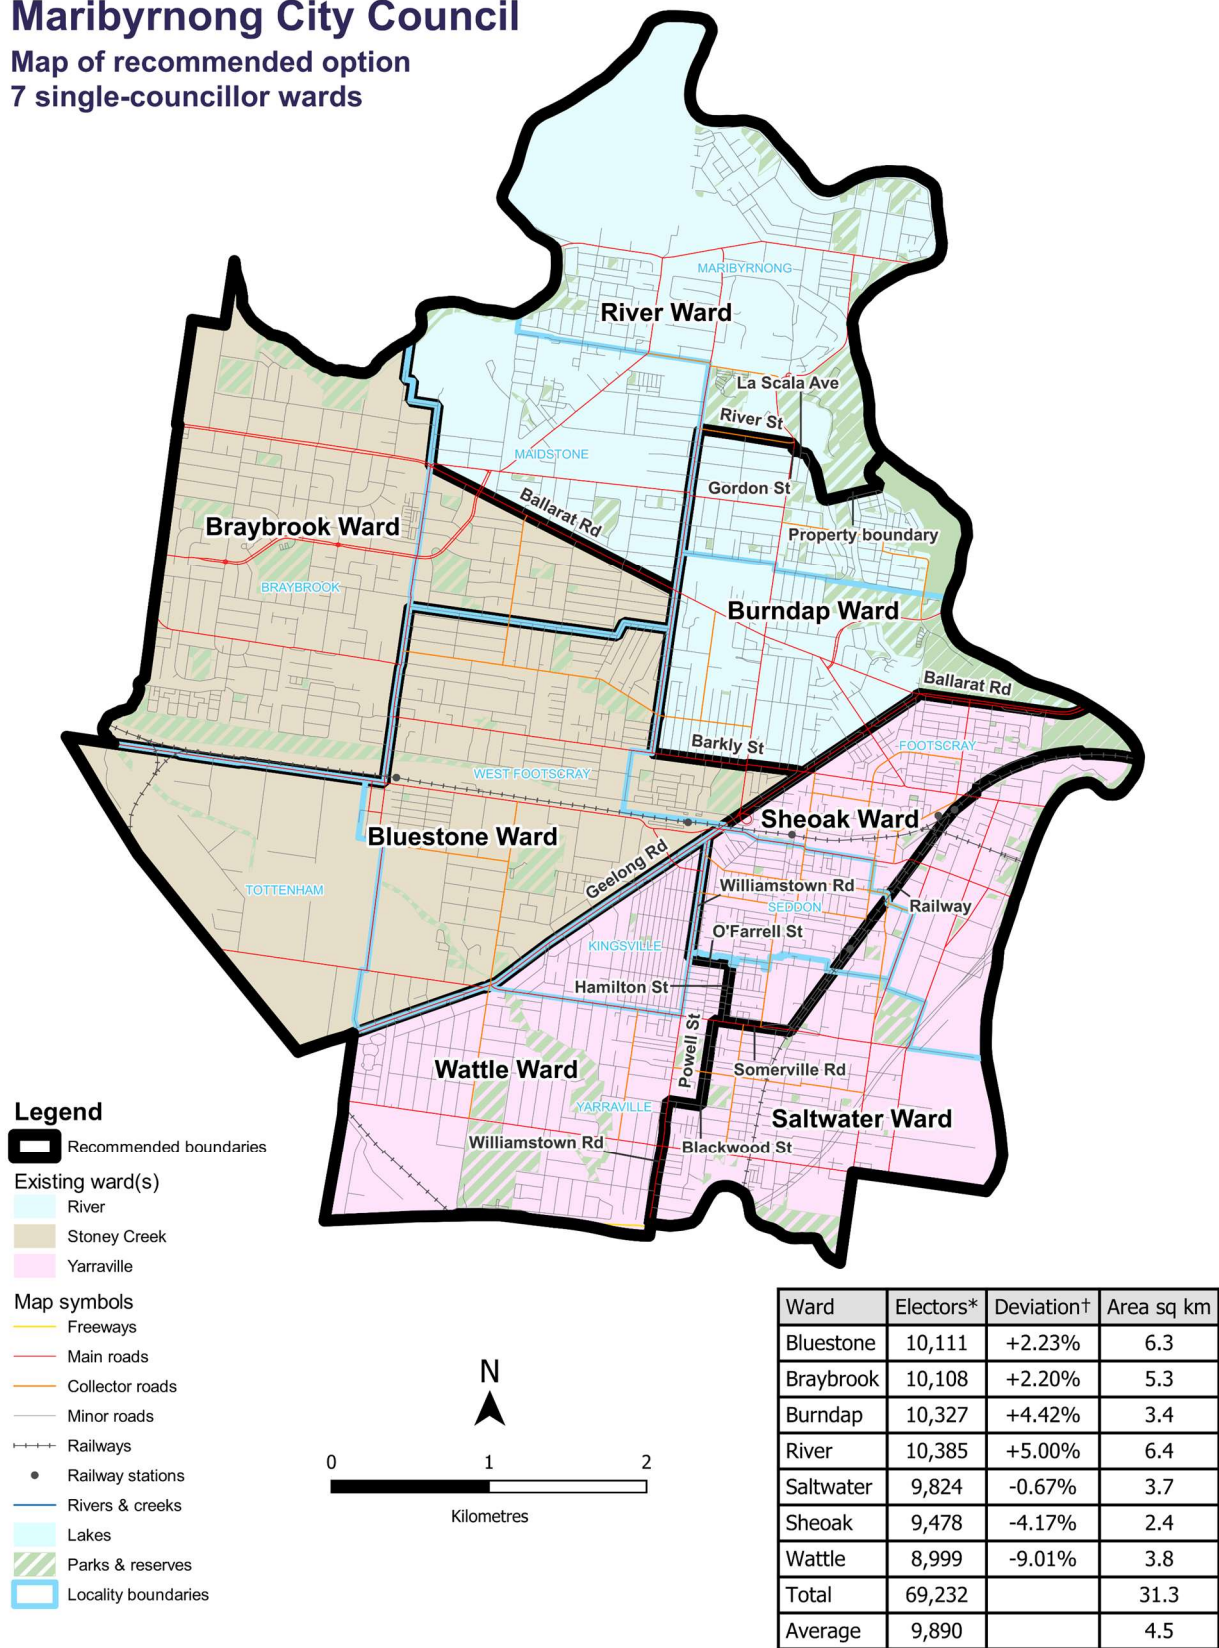 Maribyrnong City Council
Map of recommended option
7 single-councillor wards
MARIBYRNONG
River Ward
La Scala Ave
River St
MAIDSTONE
Gordon St
Ballarat Rd
Braybrook Ward
Property boundary
BRAYBROOK
Burndap Ward
Ballarat Rd
Barkly St
FOOTSCRAY
WEST FOOTSCRAY
Sheoak Ward
Bluestone Ward
Geelong Rd
Williamstown Rd
TOTTENHAM
SEDDON
Railway
O'Farrell St
KINGSVILLE
Hamilton St
Powell St
Wattle Ward
Somerville Rd
YARRAVILLE
Saltwater Ward
Williamstown Rd
Blackwood St
Legend
Recommended boundaries
Existing ward(s)
River
Stoney Creek
Yarraville
Map symbols
Freeways
Main roads
Collector roads
Minor roads
Railways
Railway stations
Rivers & creeks
Lakes
Parks & reserves
Locality boundaries
N
0 1 2
Kilometres
Ward Electors* Deviation† Area sq km
Bluestone 10,111 +2.23% 6.3
Braybrook 10,108 +2.20% 5.3
Burndap 10,327 +4.42% 3.4
River 10,385 +5.00% 6.4
Saltwater 9,824 -0.67% 3.7
Sheoak 9,478 -4.17% 2.4
Wattle 8,999 -9.01% 3.8
Total 69,232 31.3
Average 9,890 4.5